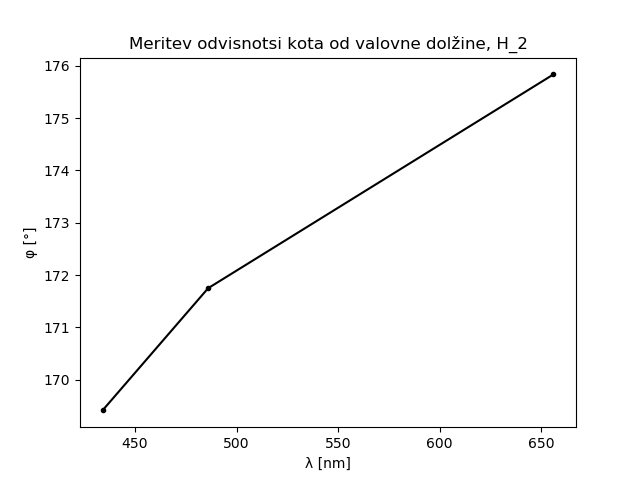 Meritev odvisnotsi kota od valovne dolžine, H_2
176
175
174
173
172
171
170
φ [°]
450 500 550 600 650
λ [nm]